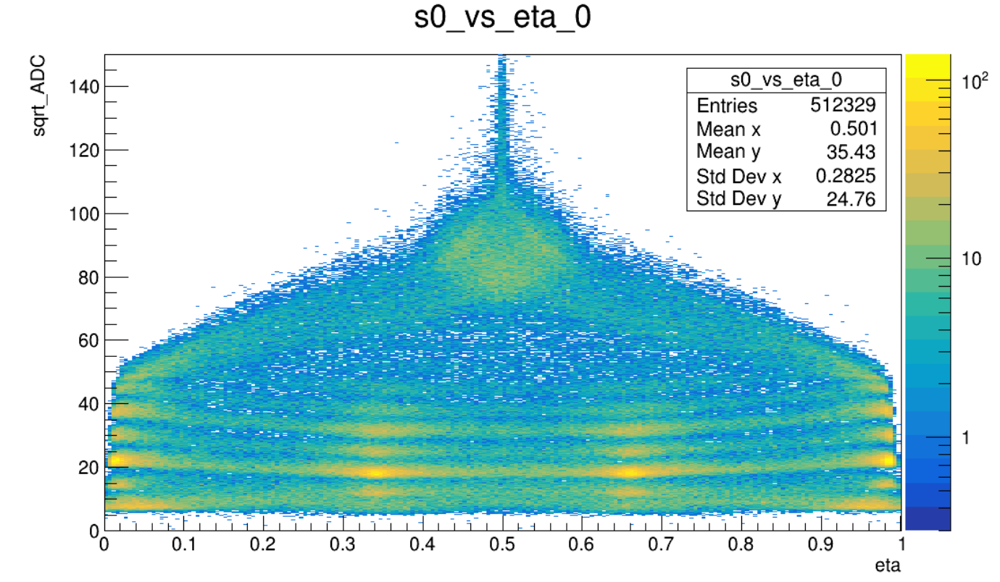 s0_vs_eta_0
sqrt_ADC
s0_vs_eta_0
Entries 512329
Mean x 0.501
Mean y 35.43
Std Dev x 0.2825
Std Dev y 24.76
140
120
100
80
60
40
20
0
0 0.1 0.2 0.3 0.4 0.5 0.6 0.7 0.8 0.9 1
eta
10²
10
1